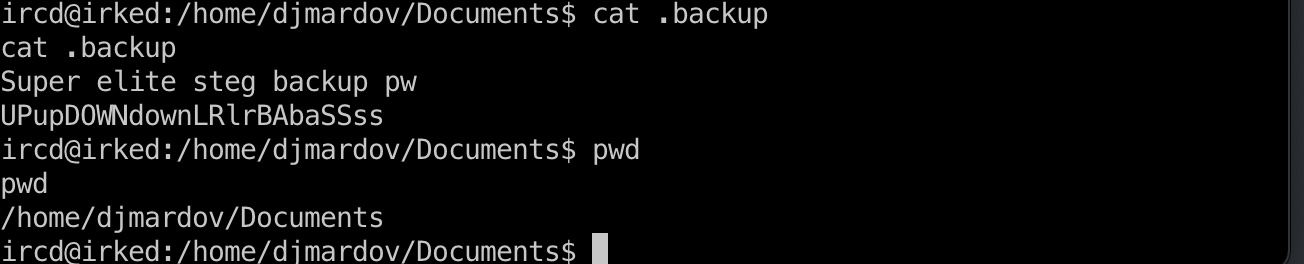 ircd@irked:/home/djmardov/Documents$ cat .backup
cat .backup
Super elite steg backup pw
UPupDOWNdownLRlrBAbaSSss
ircd@irked:/home/djmardov/Documents$ pwd
pwd
/home/djmardov/Documents
ircd@irked:/home/djmardov/Documents$